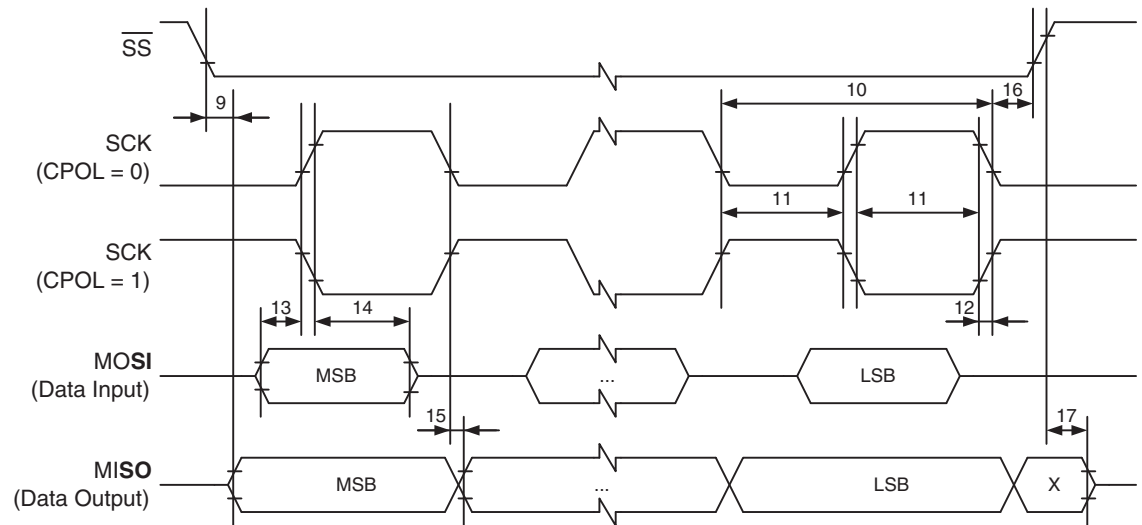 SS
9
10
16
SCK
(CPOL = 0)
11
11
SCK
(CPOL = 1)
13
14
12
MOSI
(Data Input)
MSB
...
LSB
15
17
MISO
(Data Output)
MSB
...
LSB
X